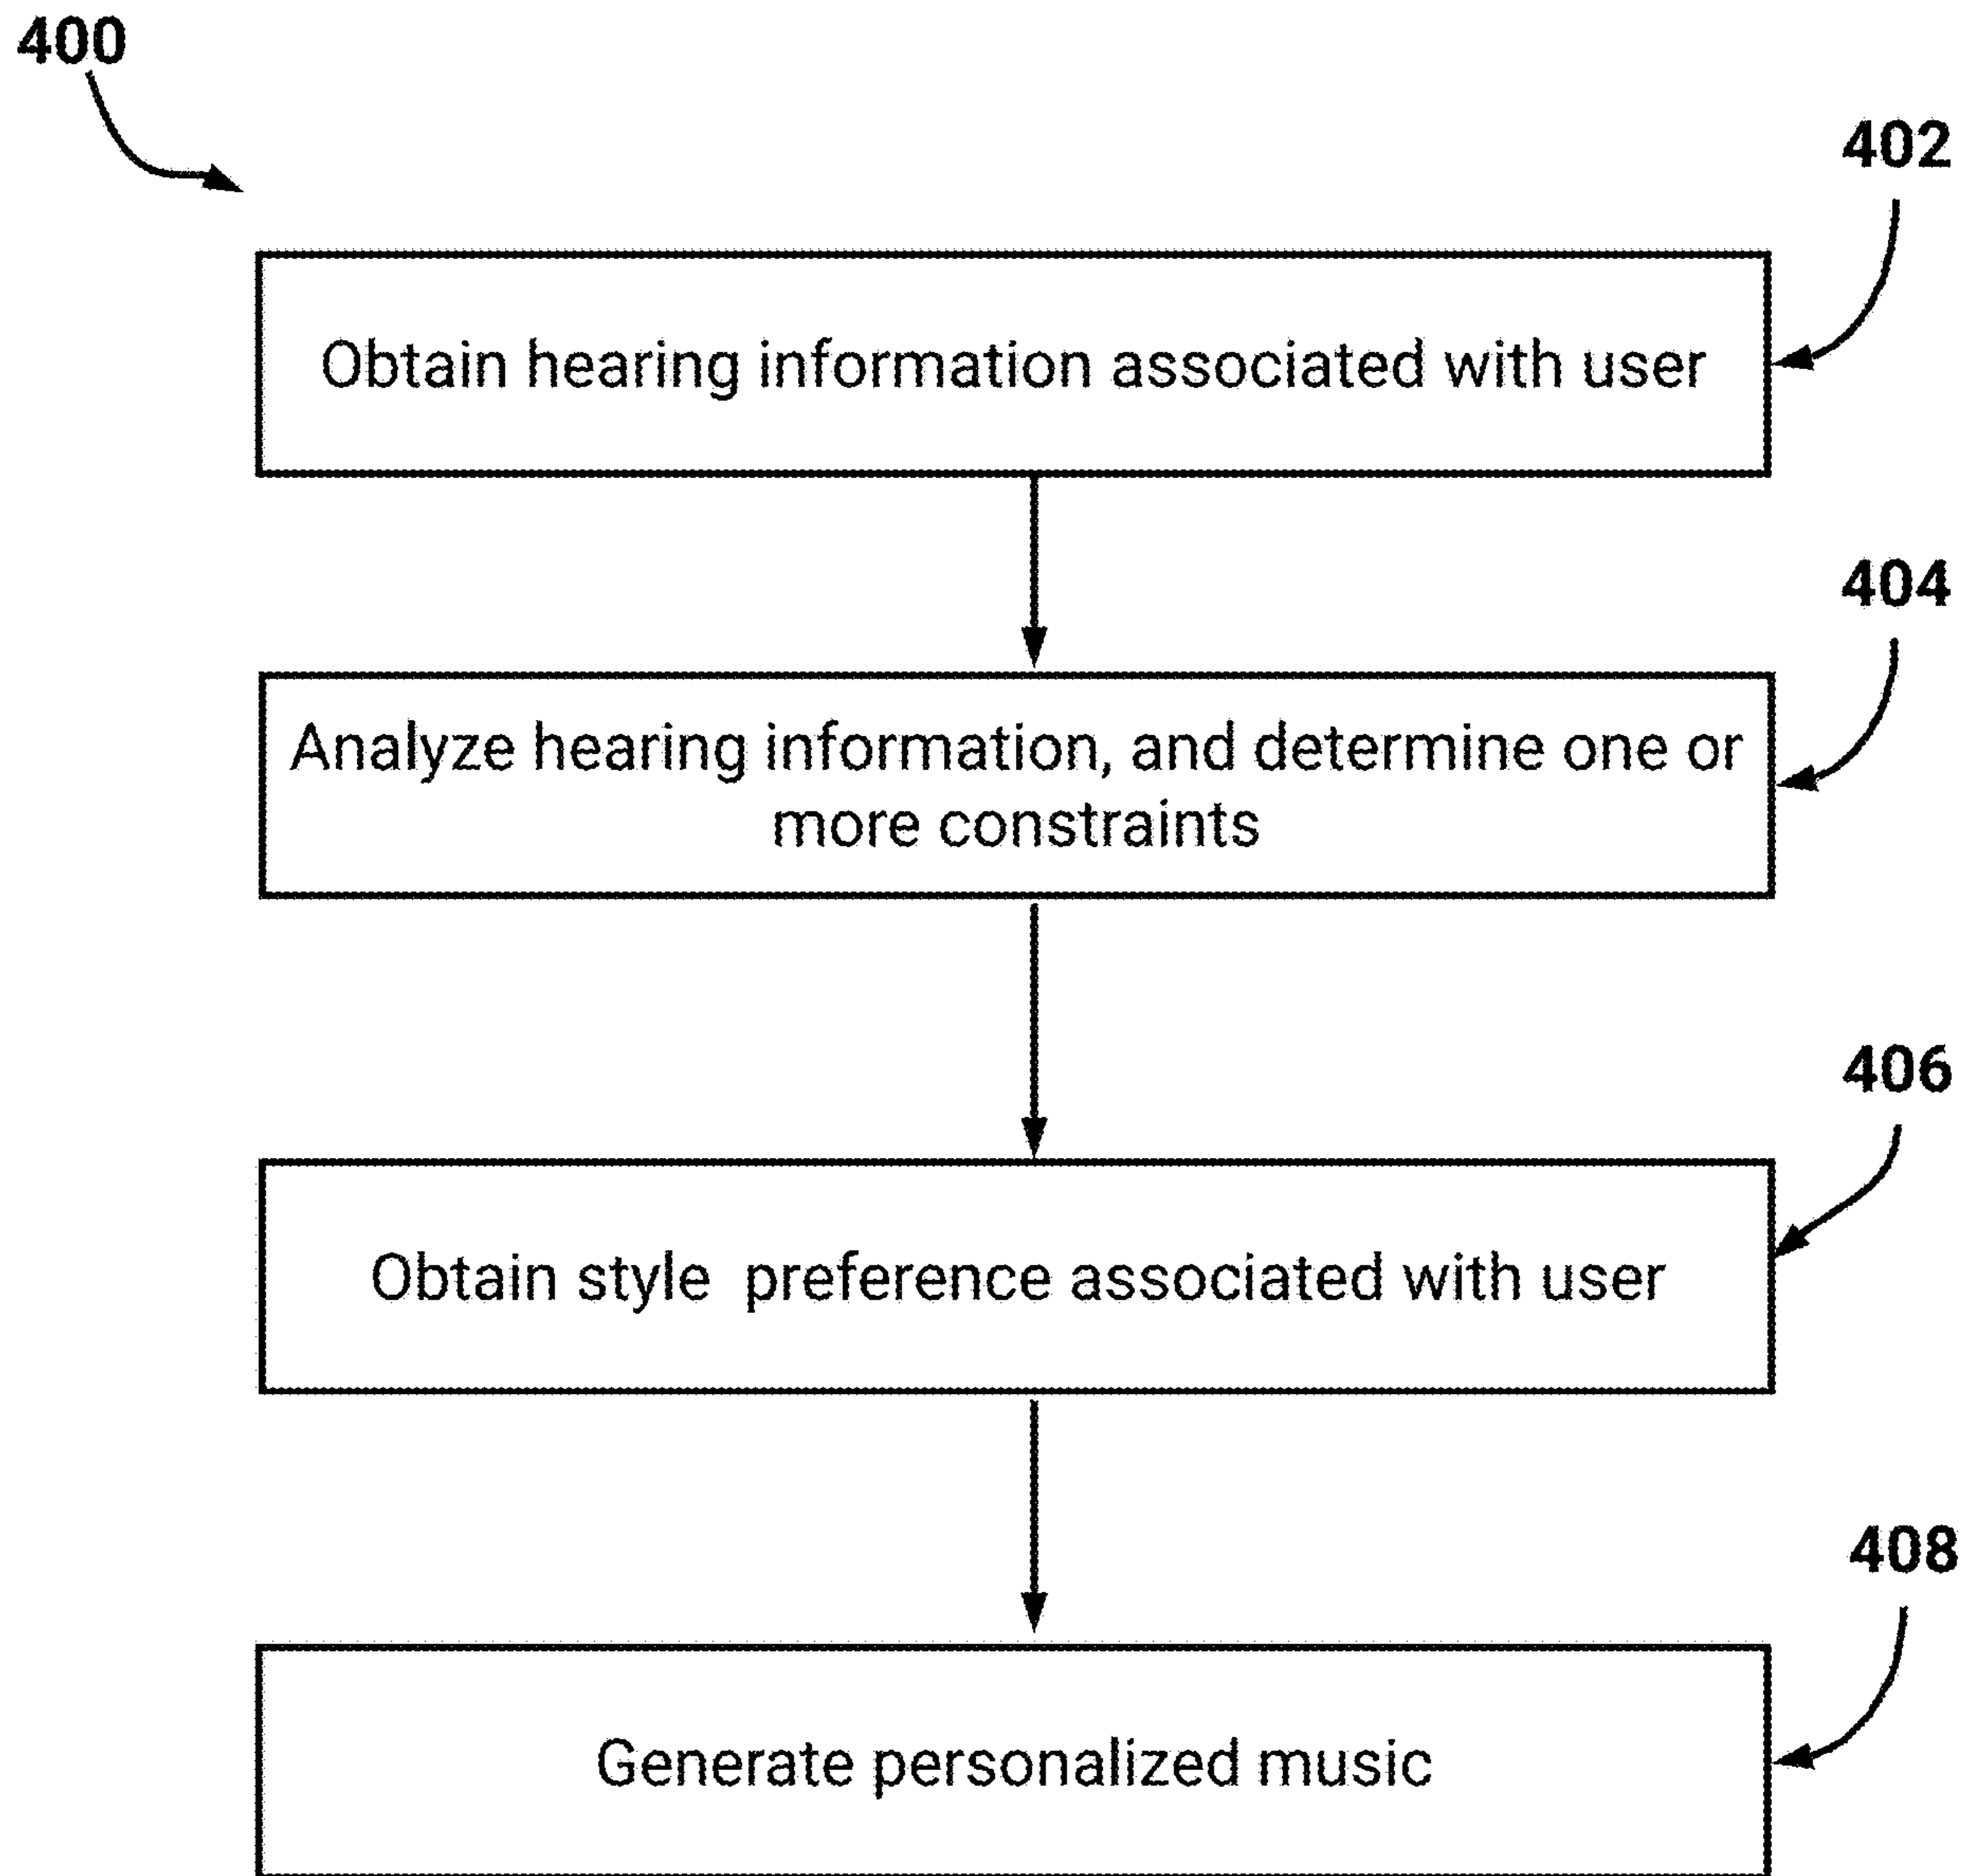 400
402
Obtain hearing information associated with user
404
Analyze hearing information, and determine one or
more constraints
406
Obtain style preference associated with user
408
Generate personalized music